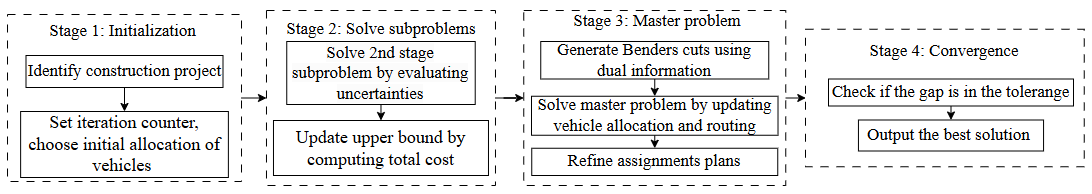 Stage 1: Initialization
Identify construction project
Set iteration counter,
choose initial allocation of
vehicles
Stage 2: Solve subproblems
Solve 2nd stage
subproblem by evaluating
uncertainties
Update upper bound by
computing total cost
Stage 3: Master problem
Generate Benders cuts using
dual information
Solve master problem by updating
vehicle allocation and routing
Refine assignments plans
Stage 4: Convergence
Check if the gap is in the tolerange
Output the best solution